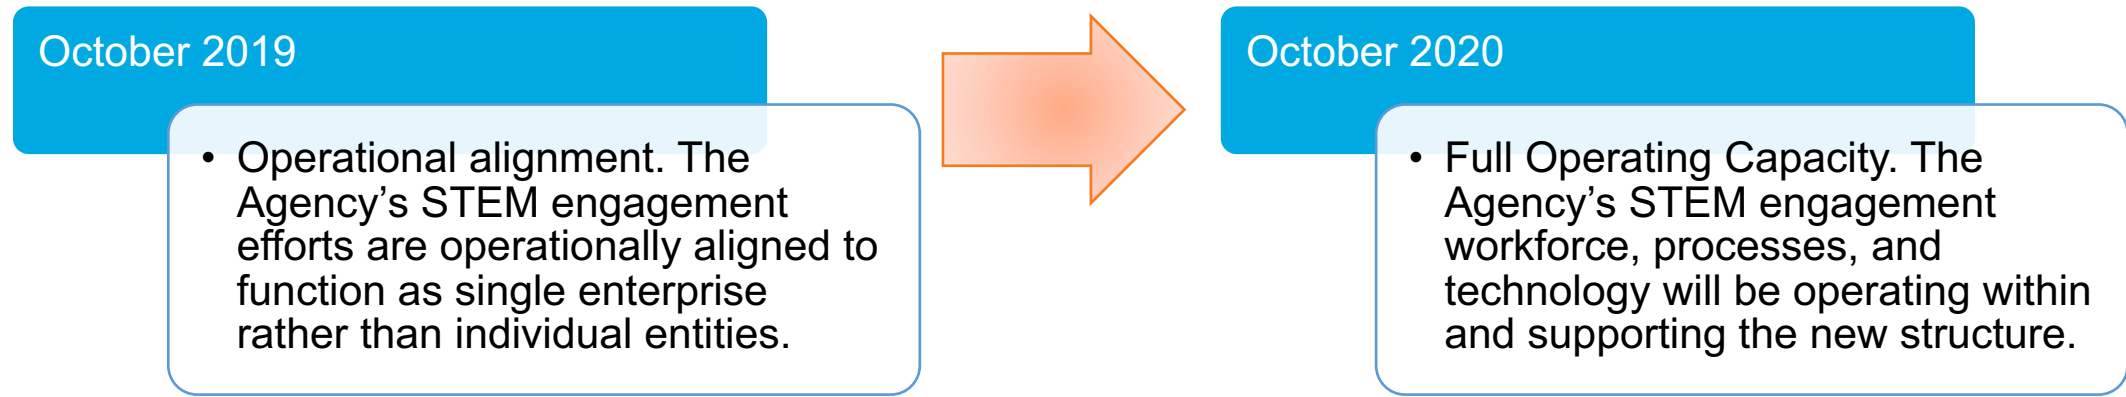 October 2019
• Operational alignment. The
Agency’s STEM engagement
efforts are operationally aligned to
function as single enterprise
rather than individual entities.
October 2020
• Full Operating Capacity. The
Agency’s STEM engagement
workforce, processes, and
technology will be operating within
and supporting the new structure.